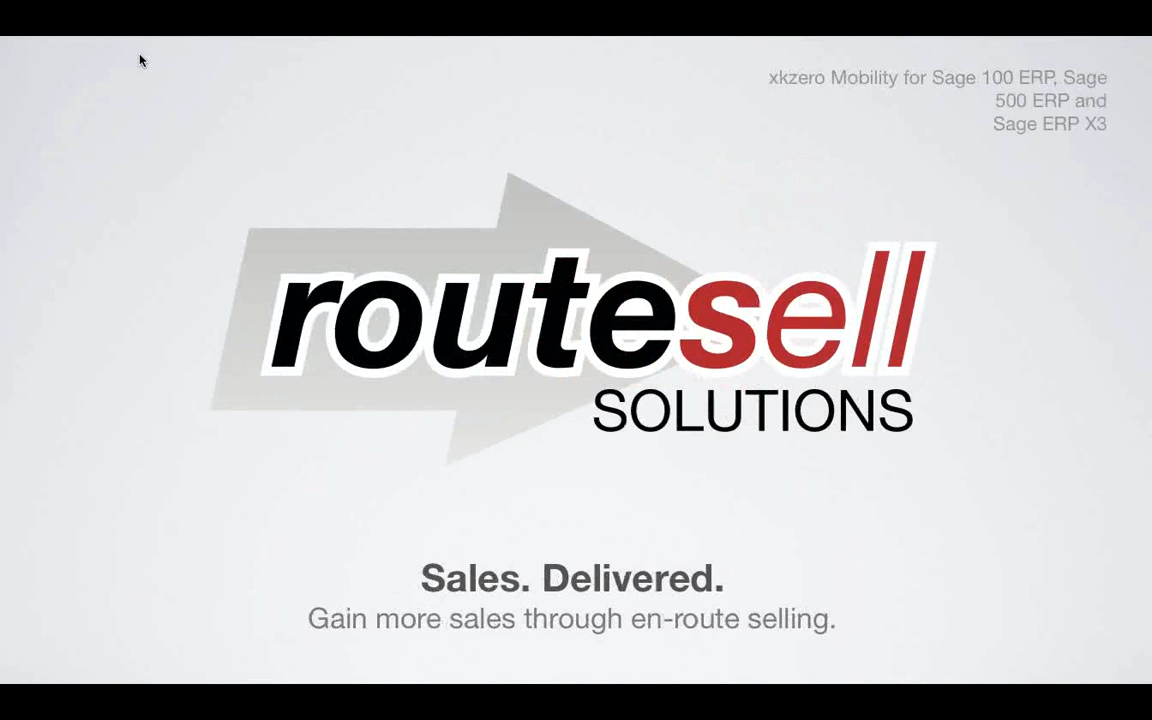 xkzero Mobility for Sage 100 ERP, Sage
500 ERP and
Sage ERP X3
routesell
SOLUTIONS
Sales. Delivered.
Gain more sales through en-route selling.